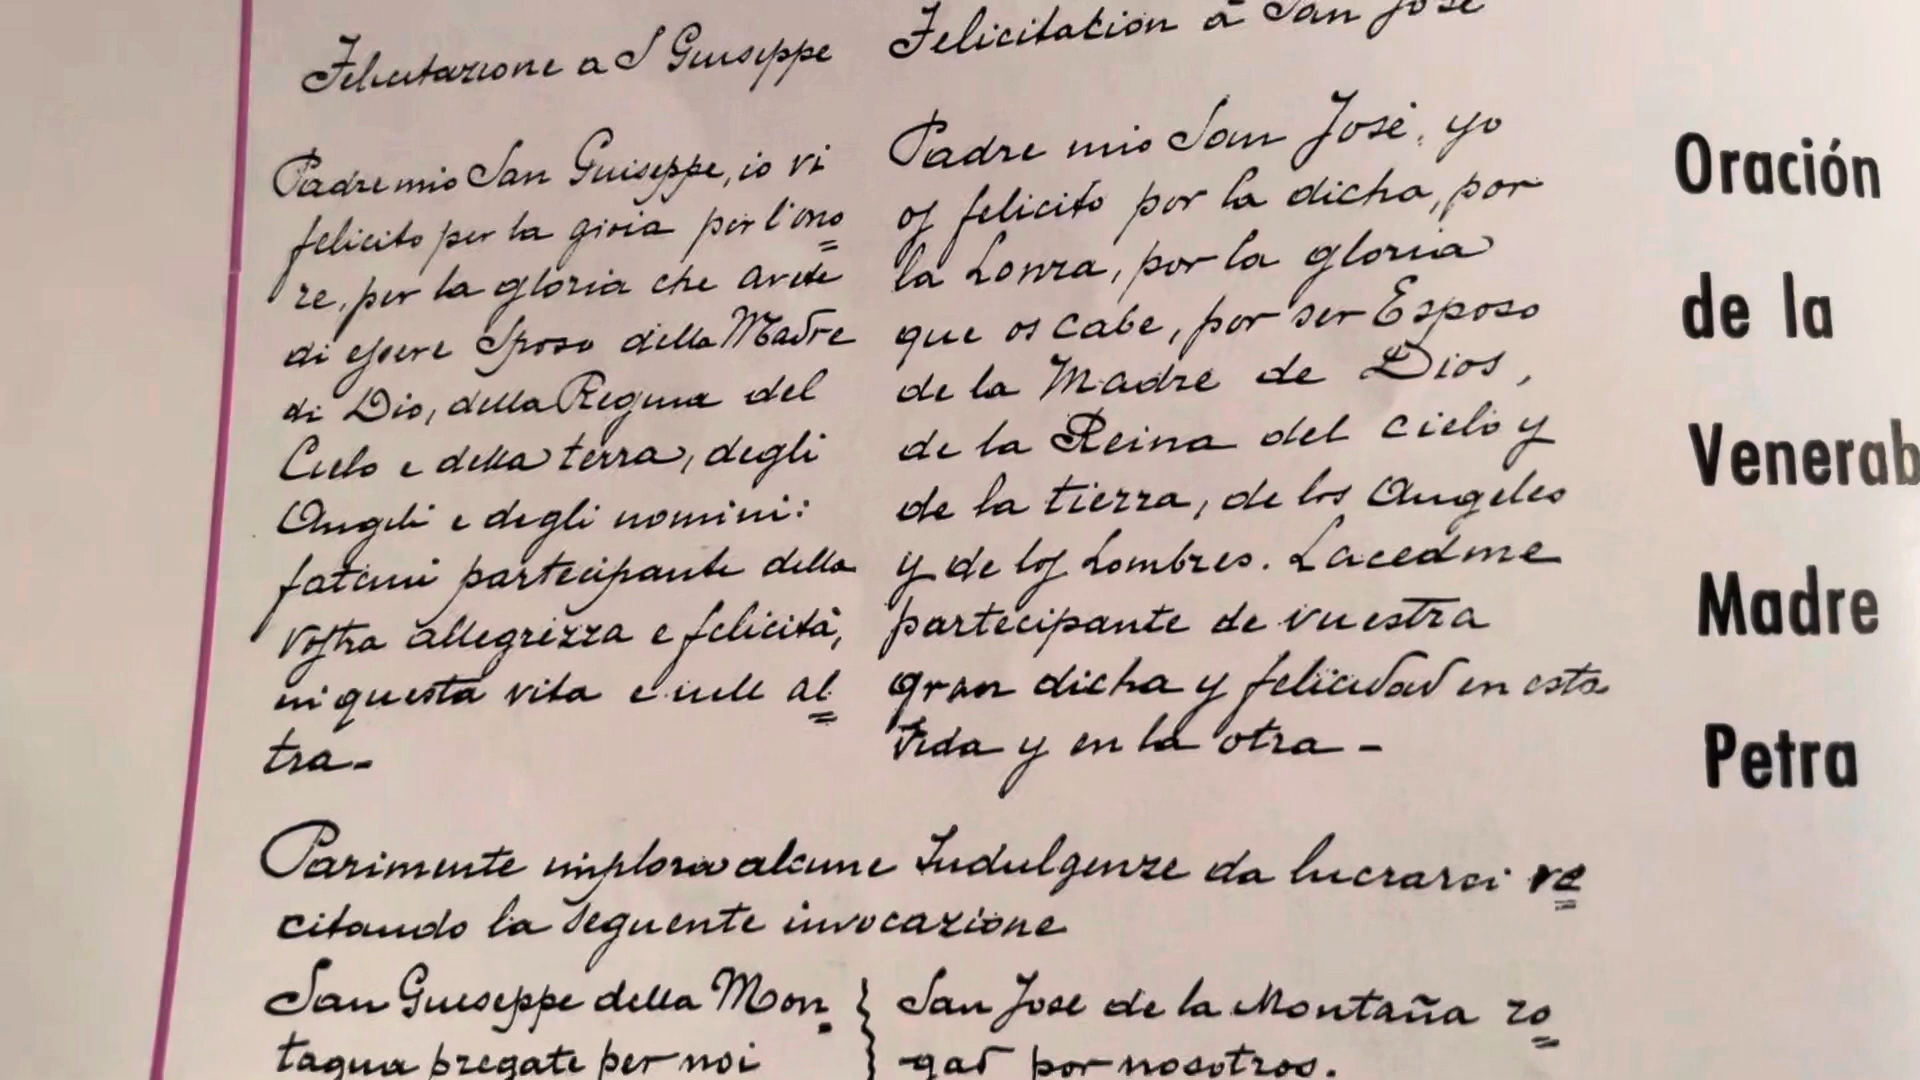 Felicitazione a S Giuseppe
Padre mio San Giuseppe, io vi
felicito per la gioia per l'ono
re, per la gloria che avete
di essere Sposo della Madre
di Dio, della Regina del
Cielo e della terra, degli
Angeli e degli uomini:
fatemi partecipante della
vostra allegrezza e felicità,
in questa vita e nell al
tra-
Felicitación á San José
Padre mio San José, yo
os felicito por la dicha, por
la honra, por la gloria
que os cabe, por ser Esposo
de la Madre de Dios,
de la Reina del cielo y
de la tierra, de los Angeles
y de los hombres. Hacedme
partecipante de vuestra
gran dicha y felicidad en esta
vida y en la otra -
Parimente implora alcune Indulgenze da lucrarsi re
citando la seguente invocazione
San Giuseppe della Mon
tagna pregate per noi
San Jose de la Montaña ro
gad por nosotros.
Oración
de la
Venerab
Madre
Petra